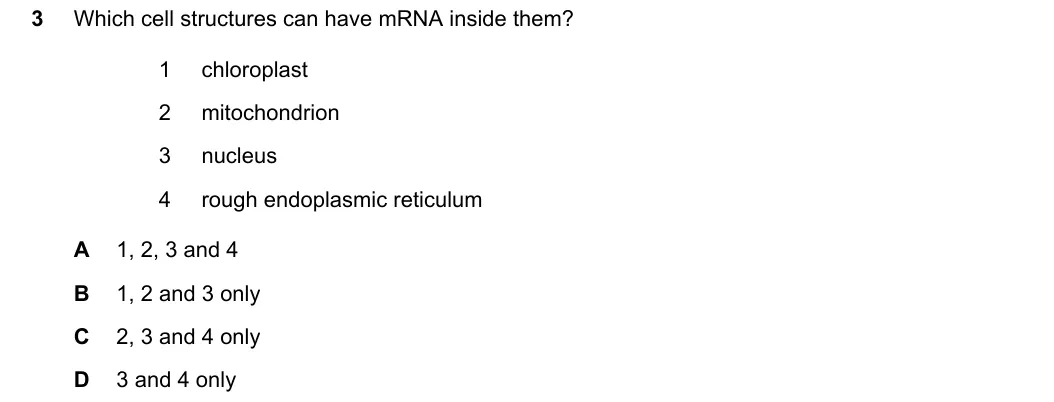 3 Which cell structures can have mRNA inside them?
1 chloroplast
2 mitochondrion
3 nucleus
4 rough endoplasmic reticulum
A 1, 2, 3 and 4
B 1, 2 and 3 only
C 2, 3 and 4 only
D 3 and 4 only